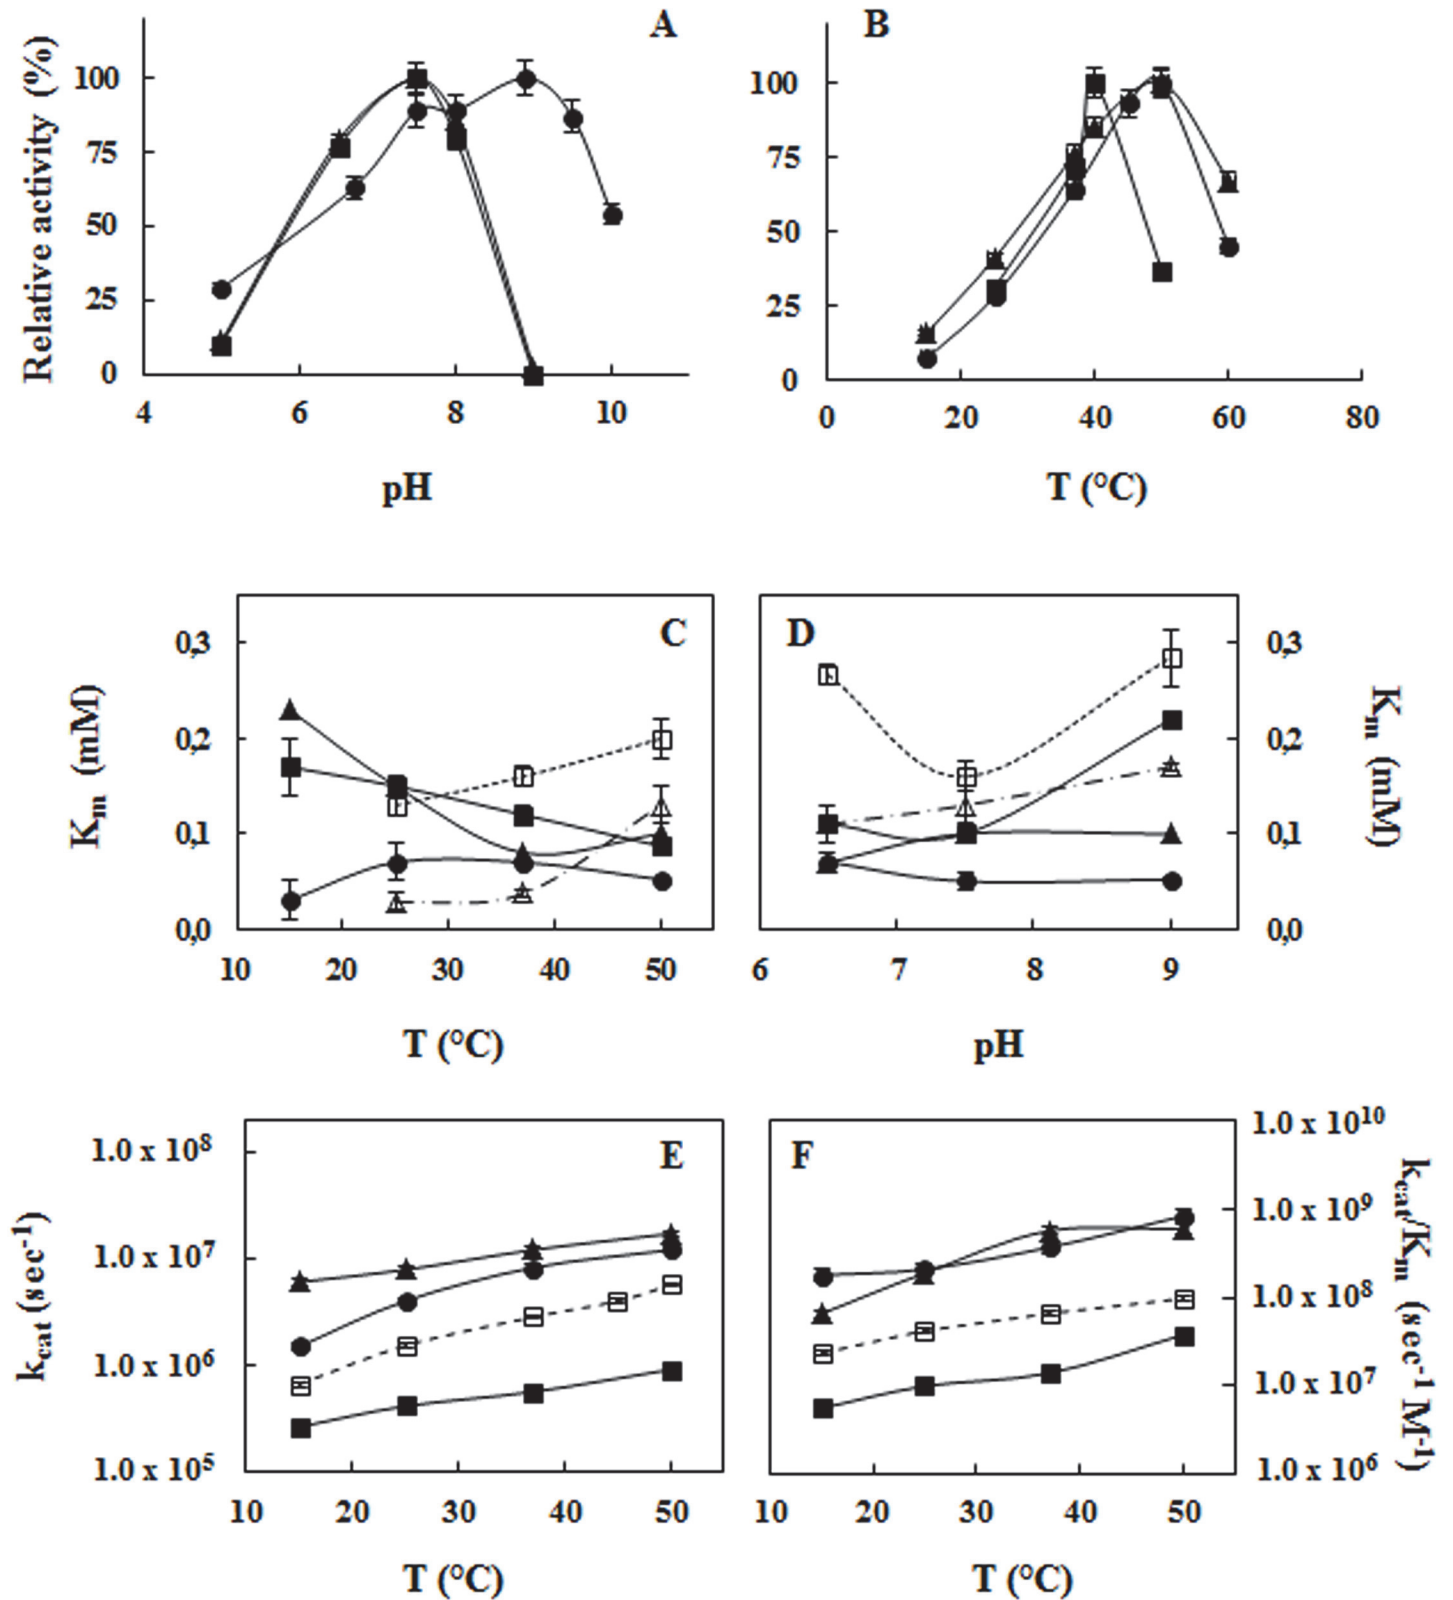 A
B
Relative activity (%)
100
75
50
25
0
4 6 8 10
pH
100
75
50
25
0
0 20 40 60 80
T (°C)
C
D
Km (mM)
0,3
0,2
0,1
0,0
10 20 30 40 50
T (°C)
0,3
0,2
0,1
0,0
Km (mM)
6 7 8 9
pH
E
F
kcat (sec-1)
1.0 x 10^8
1.0 x 10^7
1.0 x 10^6
1.0 x 10^5
10 20 30 40 50
T (°C)
1.0 x 10^10
1.0 x 10^9
1.0 x 10^8
1.0 x 10^7
1.0 x 10^6
kcat/Km (sec-1 M-1)
10 20 30 40 50
T (°C)